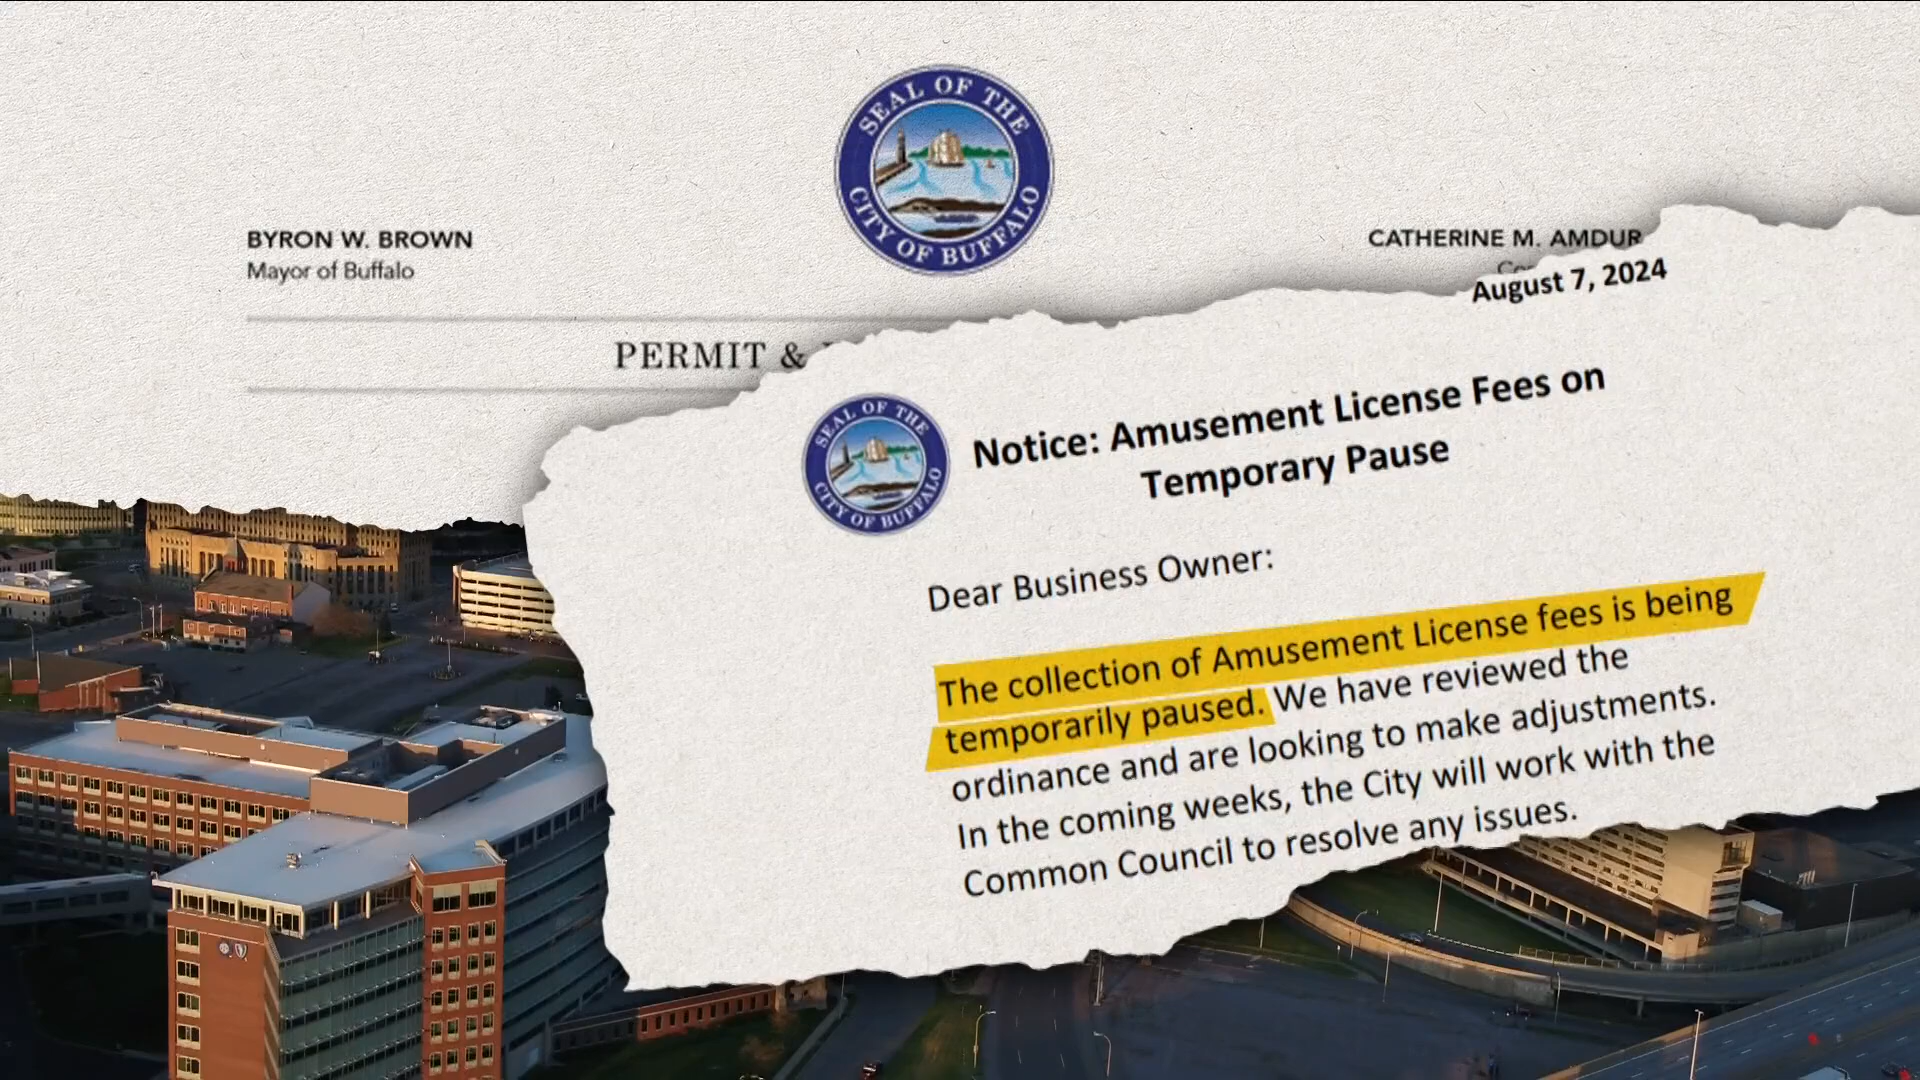 SEAL OF THE
CITY OF BUFFALO
BYRON W. BROWN
Mayor of Buffalo
CATHERINE M. AMDUR
PERMIT &
August 7, 2024
SEAL OF THE
CITY OF BUFFALO
Notice: Amusement License Fees on
Temporary Pause
Dear Business Owner:
The collection of Amusement License fees is being
temporarily paused. We have reviewed the
ordinance and are looking to make adjustments.
In the coming weeks, the City will work with the
Common Council to resolve any issues.